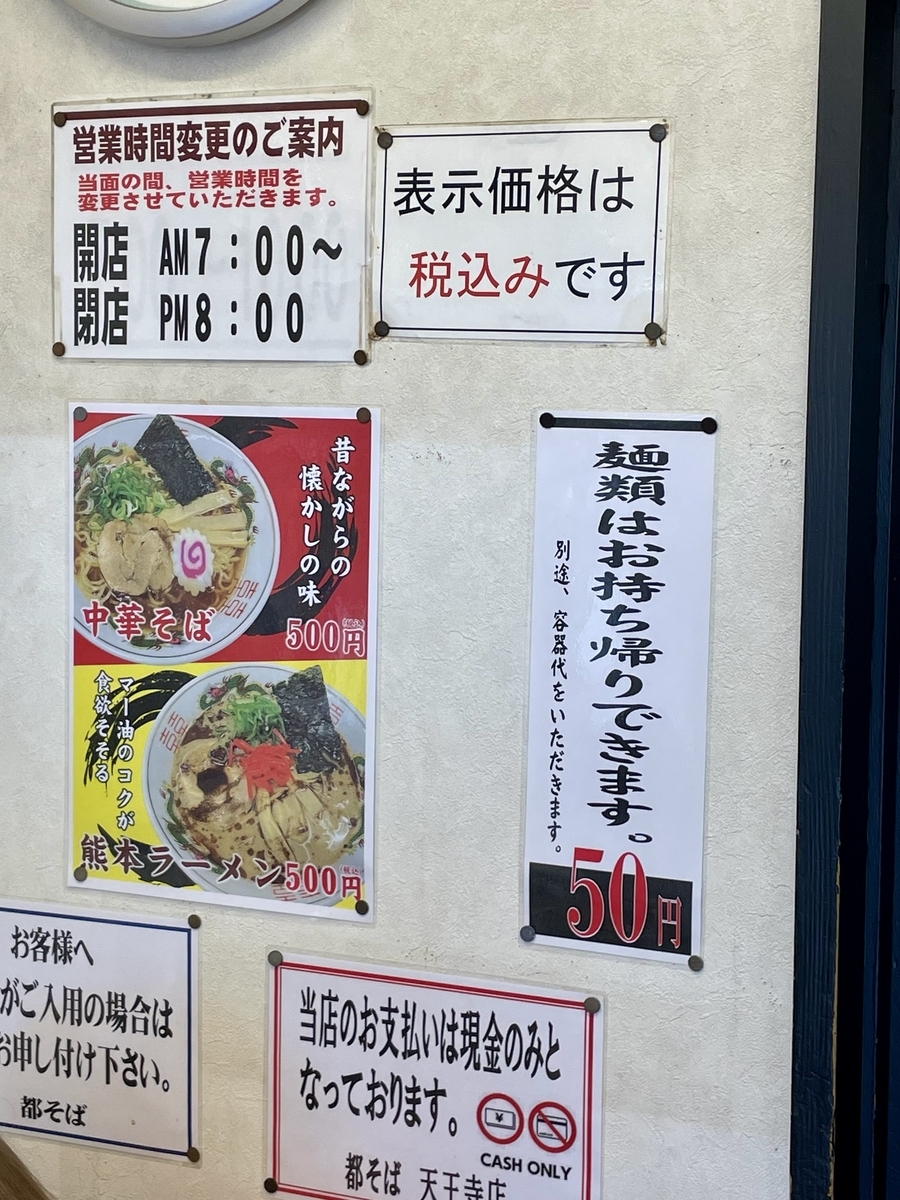 営業時間変更のご案内
当面の間、営業時間を
変更させていただきます。
開店 AM7:00~
閉店 PM8:00
表示価格は
税込みです
昔ながらの
懐かしの味
中華そば
500円
(税込)
マー油のコクが
食欲そそる
熊本ラーメン500円
麺類はお持ち帰りできます。
別途、容器代をいただきます。
50円
お客様へ
がご入用の場合は
お申し付け下さい。
都そば
当店のお支払いは現金のみと
なっております。
CASH ONLY
都そば 天王寺店